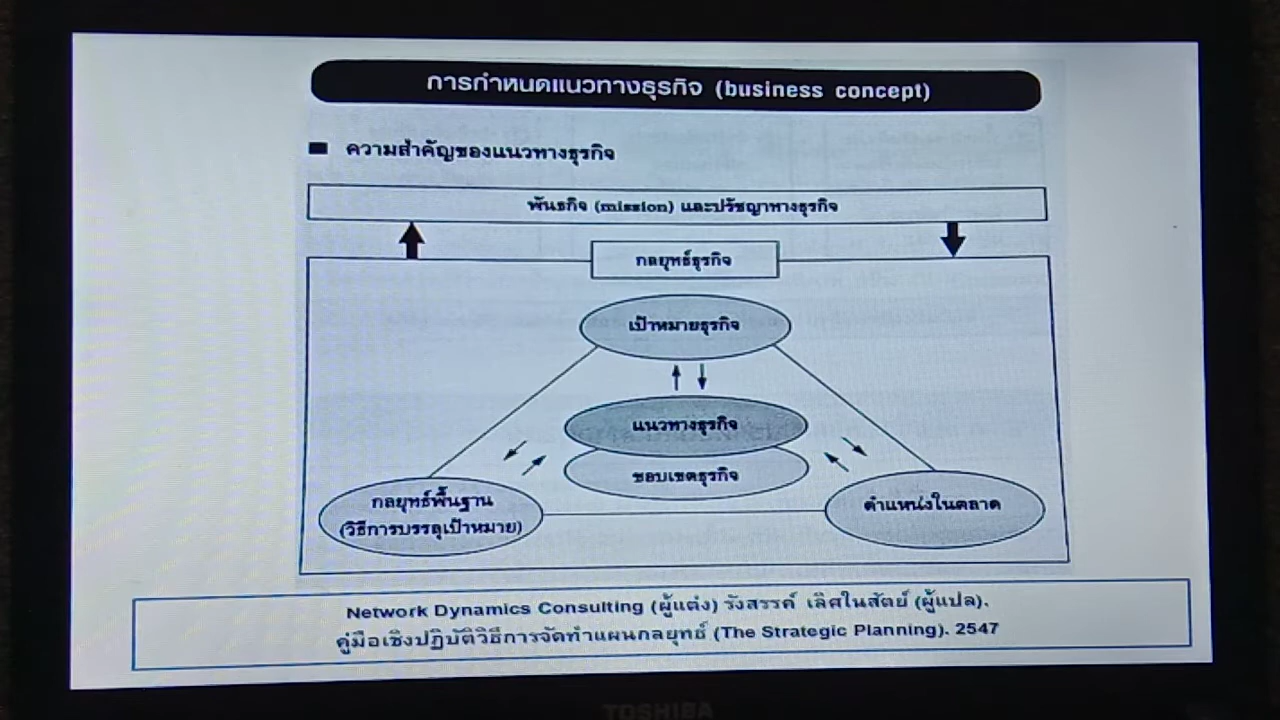 การกำหนดแนวทางธุรกิจ (business concept)
ความสำคัญของแนวทางธุรกิจ
พันธกิจ (mission) และปรัชญาทางธุรกิจ
กลยุทธ์ธุรกิจ
เป้าหมายธุรกิจ
แนวทางธุรกิจ
ขอบเขตธุรกิจ
กลยุทธ์พื้นฐาน
(วิธีการบรรลุเป้าหมาย)
ตำแหน่งในตลาด
Network Dynamics Consulting (ผู้แต่ง) รังสรรค์ เลิศในสัตย์ (ผู้แปล).
คู่มือเชิงปฏิบัติวิธีการจัดทำแผนกลยุทธ์ (The Strategic Planning). 2547
TOSHIBA